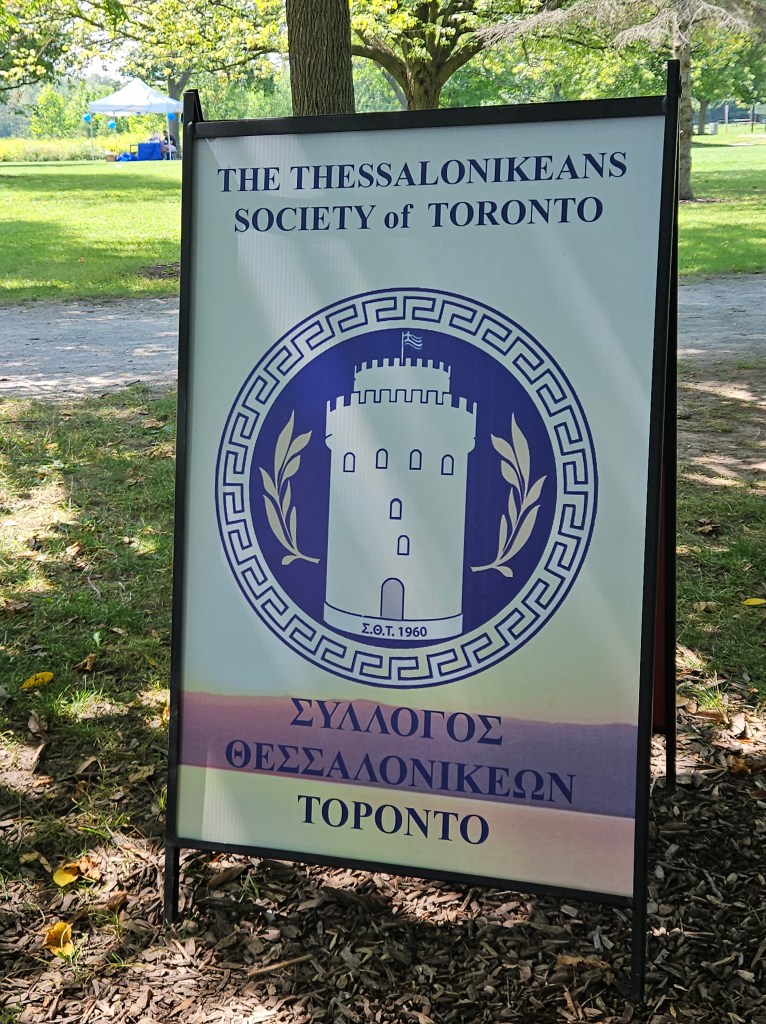 THE THESSALONIKEANS
SOCIETY of TORONTO
Σ.Θ.Τ. 1960
ΣΥΛΛΟΓΟΣ
ΘΕΣΣΑΛΟΝΙΚΕΩΝ
ΤΟΡΟΝΤΟ